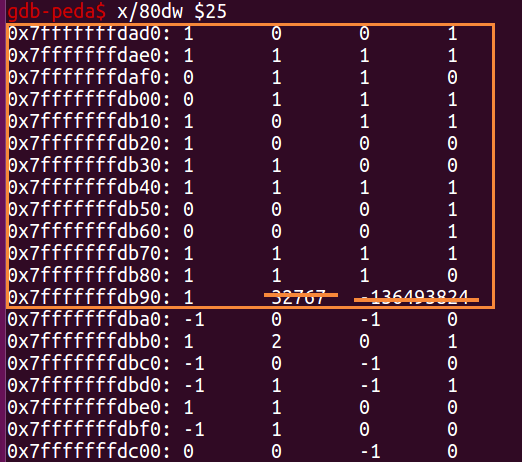 gdb-peda$ x/80dw $25
0x7fffffffdad0: 1 0 0 1
0x7fffffffdae0: 1 1 1 1
0x7fffffffdaf0: 0 1 1 0
0x7fffffffdb00: 0 1 1 1
0x7fffffffdb10: 1 0 1 1
0x7fffffffdb20: 0 1 0 0
0x7fffffffdb30: 1 1 0 0
0x7fffffffdb40: 1 1 1 1
0x7fffffffdb50: 0 0 0 1
0x7fffffffdb60: 0 0 0 1
0x7fffffffdb70: 1 1 1 1
0x7fffffffdb80: 1 1 1 0
0x7fffffffdb90: 1 32767 -136493824
0x7fffffffdba0: -1 0 -1 0
0x7fffffffdbb0: 1 2 0 1
0x7fffffffdbc0: -1 0 -1 0
0x7fffffffdbd0: -1 1 -1 1
0x7fffffffdbe0: 1 1 0 0
0x7fffffffdbf0: -1 1 0 0
0x7fffffffdc00: 0 0 -1 0